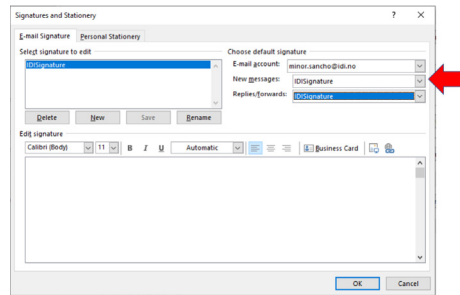 Signatures and Stationery ? ×
E-mail Signature Personal Stationery
Select signature to edit
IDISignature
Delete New Save Rename
Choose default signature
E-mail account: minor.sancho@idi.no
New messages: IDISignature
Replies/forwards: IDISignature
Edit signature
Calibri (Body) 11 B I U Automatic Business Card
OK Cancel